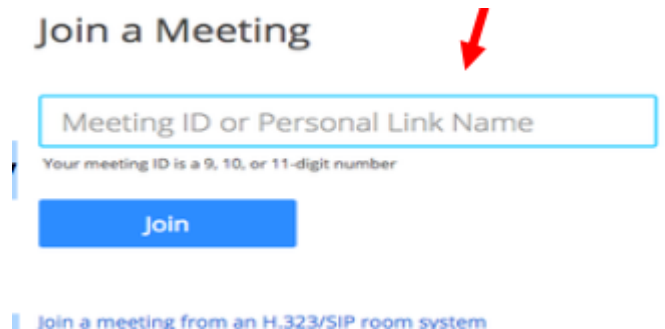 Join a Meeting
Meeting ID or Personal Link Name
Your meeting ID is a 9, 10, or 11-digit number
Join
Join a meeting from an H.323/SIP room system